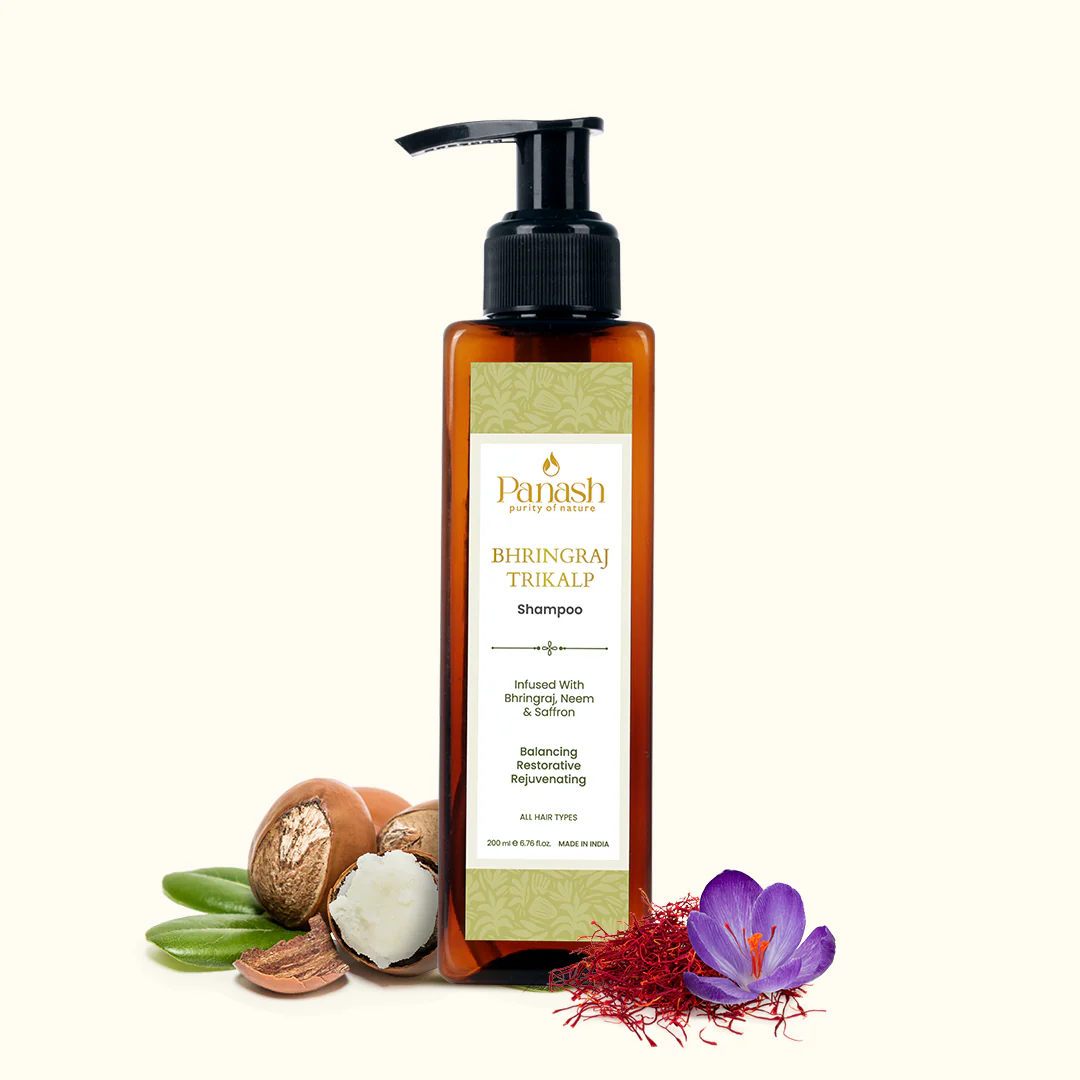 Panash
purity of nature
BHRINGRAJ
TRIKALP
Shampoo
Infused With
Bhringraj, Neem
& Saffron
Balancing
Restorative
Rejuvenating
ALL HAIR TYPES
200 ml ℮ 6.76 fl.oz. MADE IN INDIA